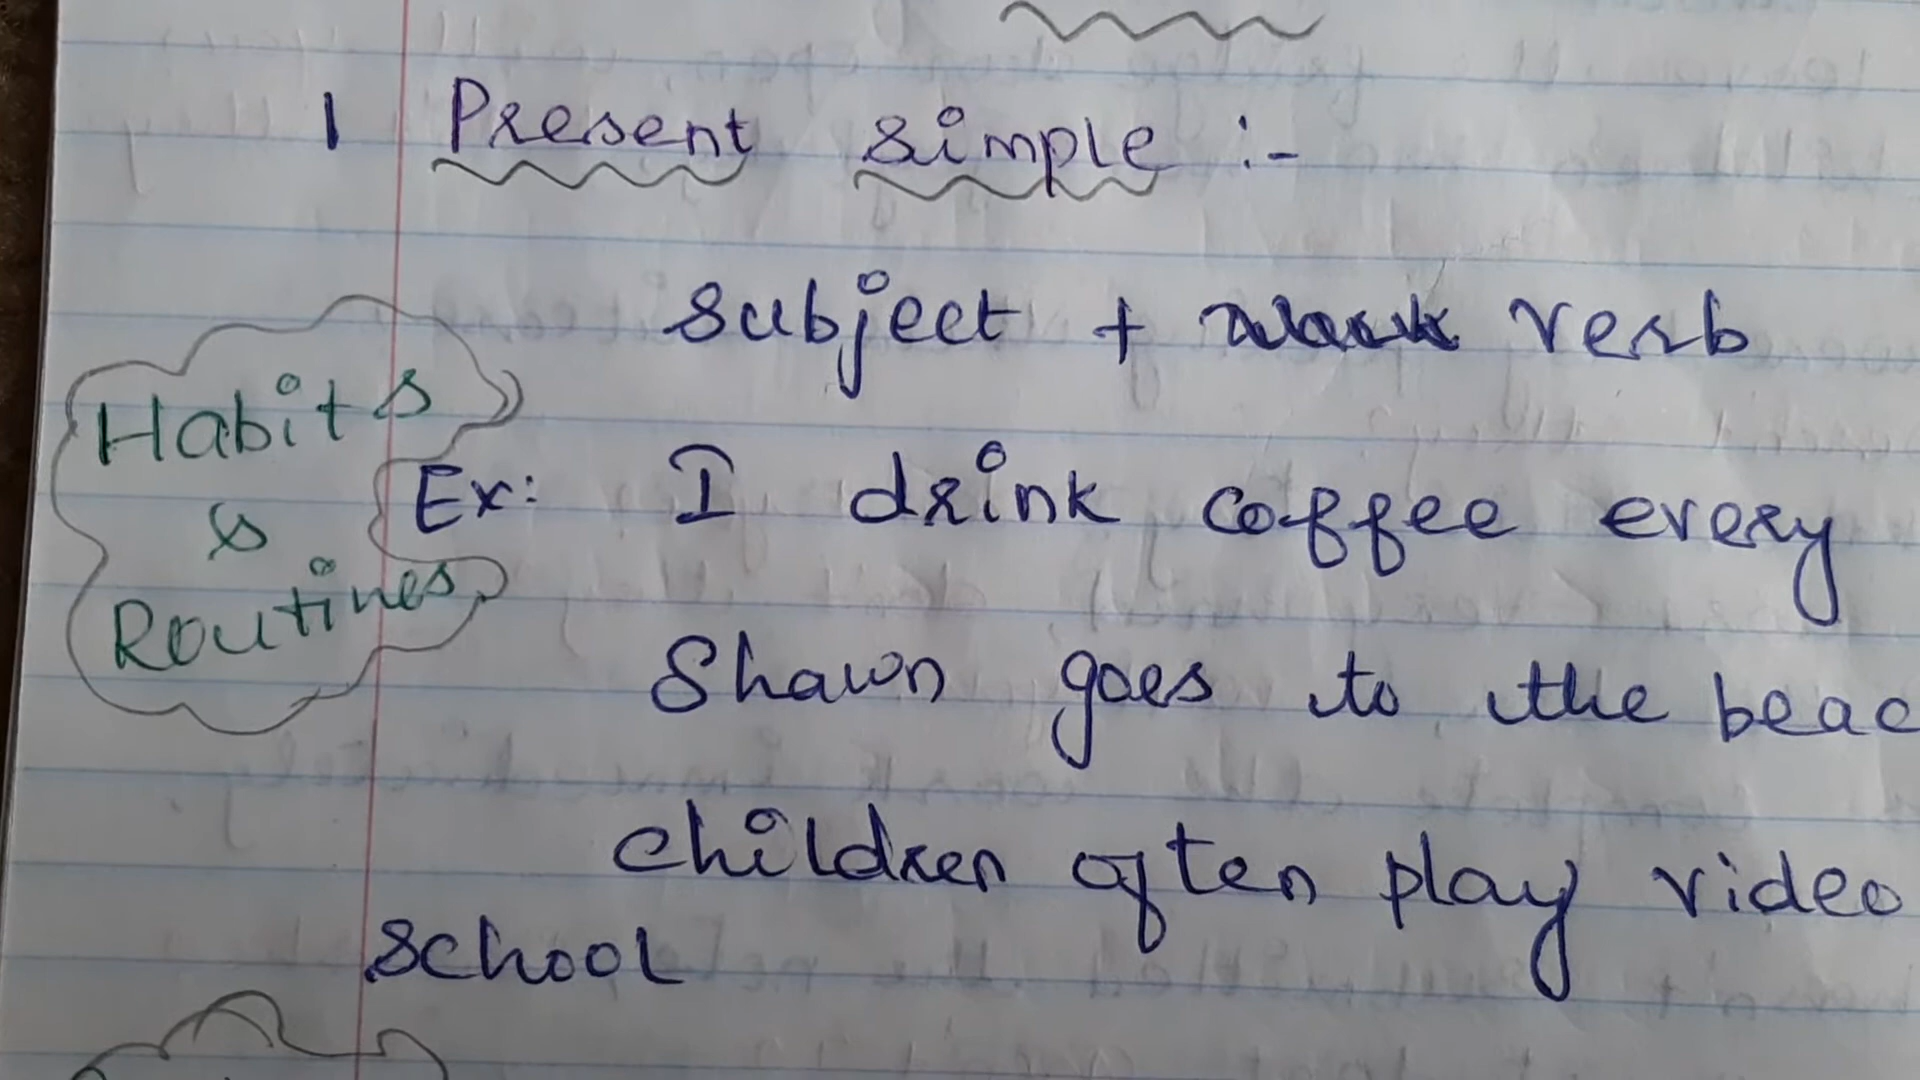 1 Present simple :-
subject + verb
Habits
&
Routines
Ex: I drink coffee every
Shawn goes to the beac
children often play video
school